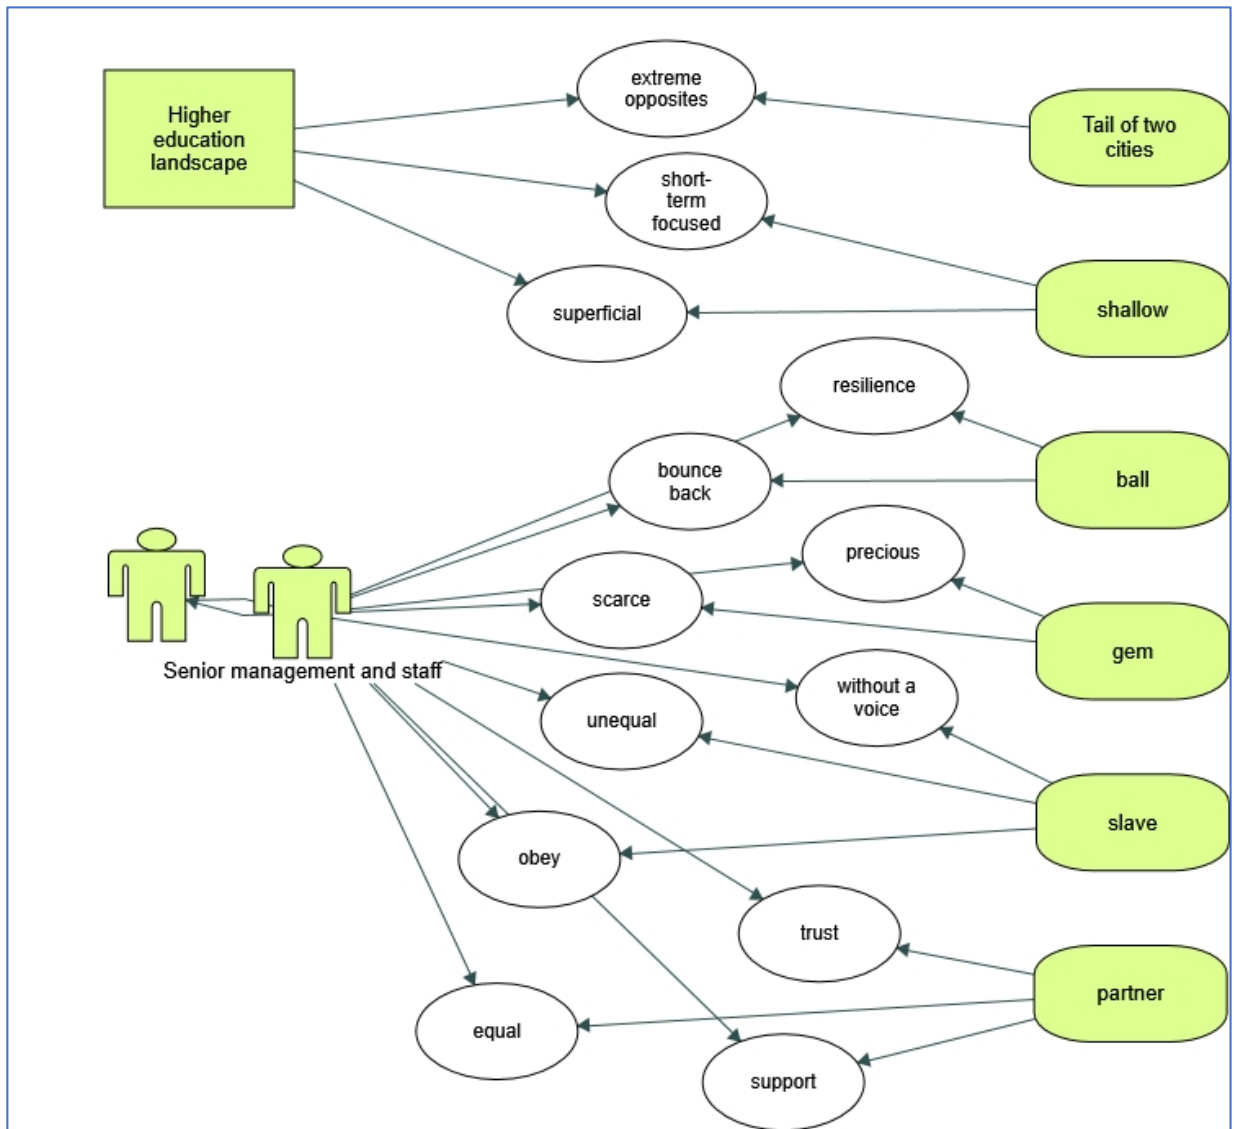 Higher
education
landscape
extreme
opposites
Tail of two
cities
short-
term
focused
superficial
shallow
resilience
bounce
back
ball
precious
scarce
gem
Senior management and staff
without a
voice
unequal
slave
obey
trust
partner
equal
support